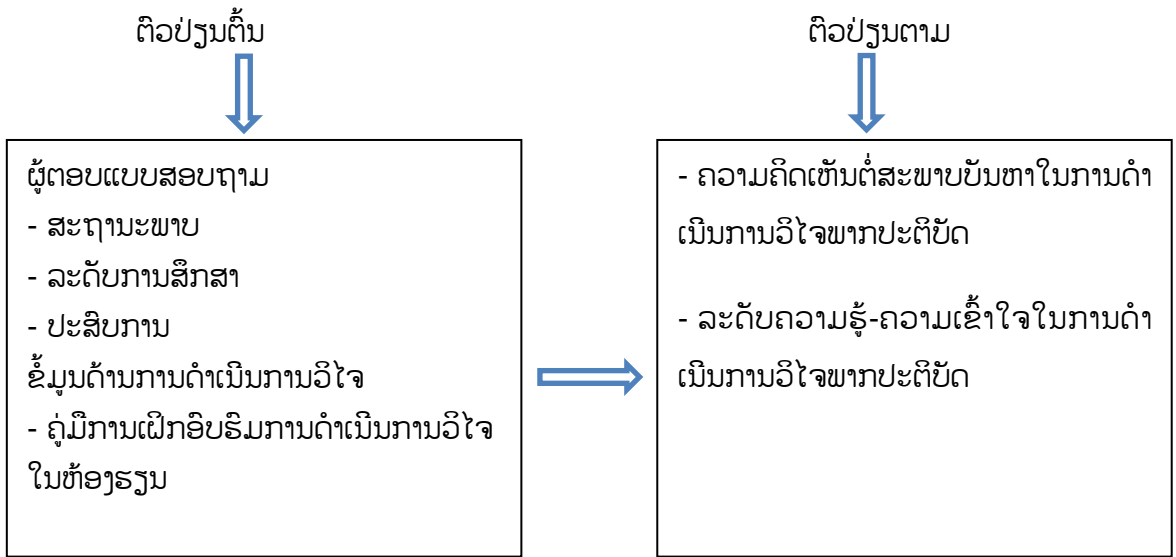 ຕົວປ່ຽນຕົ້ນ
ຕົວປ່ຽນຕາມ
ຜູ້ຕອບແບບສອບຖາມ
- ສະຖານະພາບ
- ລະດັບການສຶກສາ
- ປະສົບການ
ຂໍ້ມູນດ້ານການດຳເນີນການວິໄຈ
- ຄູ່ມືການເຝິກອົບຮົມການດຳເນີນການວິໄຈ
ໃນຫ້ອງຮຽນ
- ຄວາມຄິດເຫັນຕໍ່ສະພາບບັນຫາໃນການດຳ
ເນີນການວິໄຈພາກປະຕິບັດ
- ລະດັບຄວາມຮູ້-ຄວາມເຂົ້າໃຈໃນການດຳ
ເນີນການວິໄຈພາກປະຕິບັດ